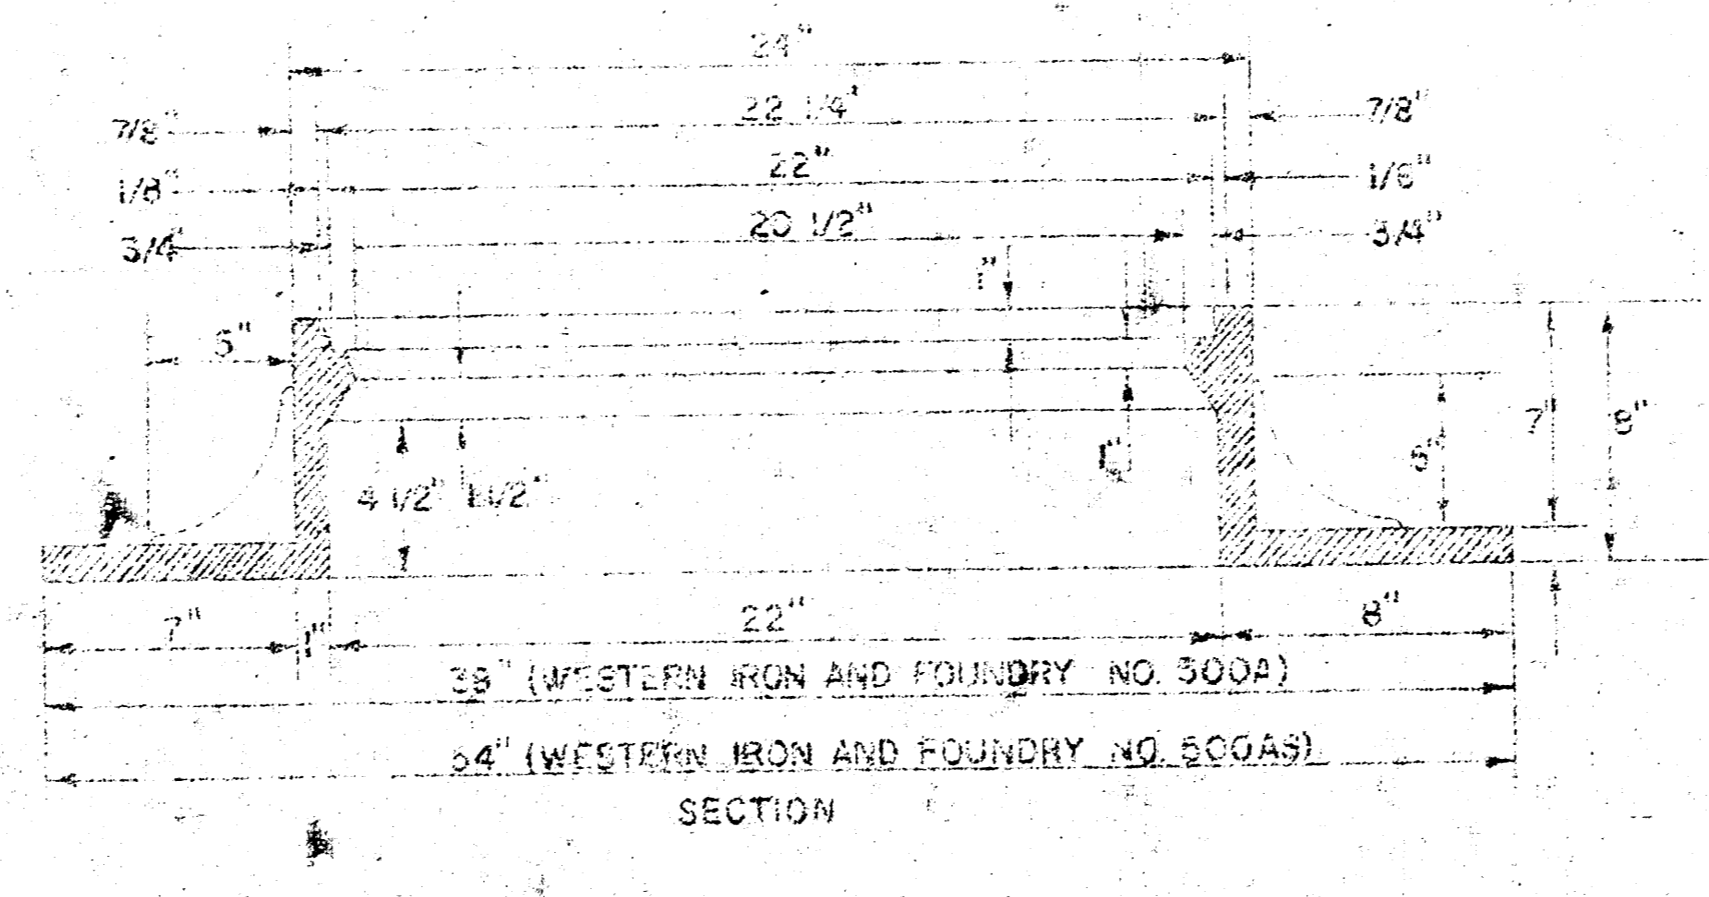 24"
7/8" 22 1/4" 7/8"
1/8" 22" 1/8"
3/4" 20 1/2" 3/4"
1"
5"
7" 8"
1"
4 1/2" 1 1/2"
7" 1" 22" 8"
38" (WESTERN IRON AND FOUNDRY NO. 500A)
(WESTERN IRON AND FOUNDRY NO. 500AS)
SECTION